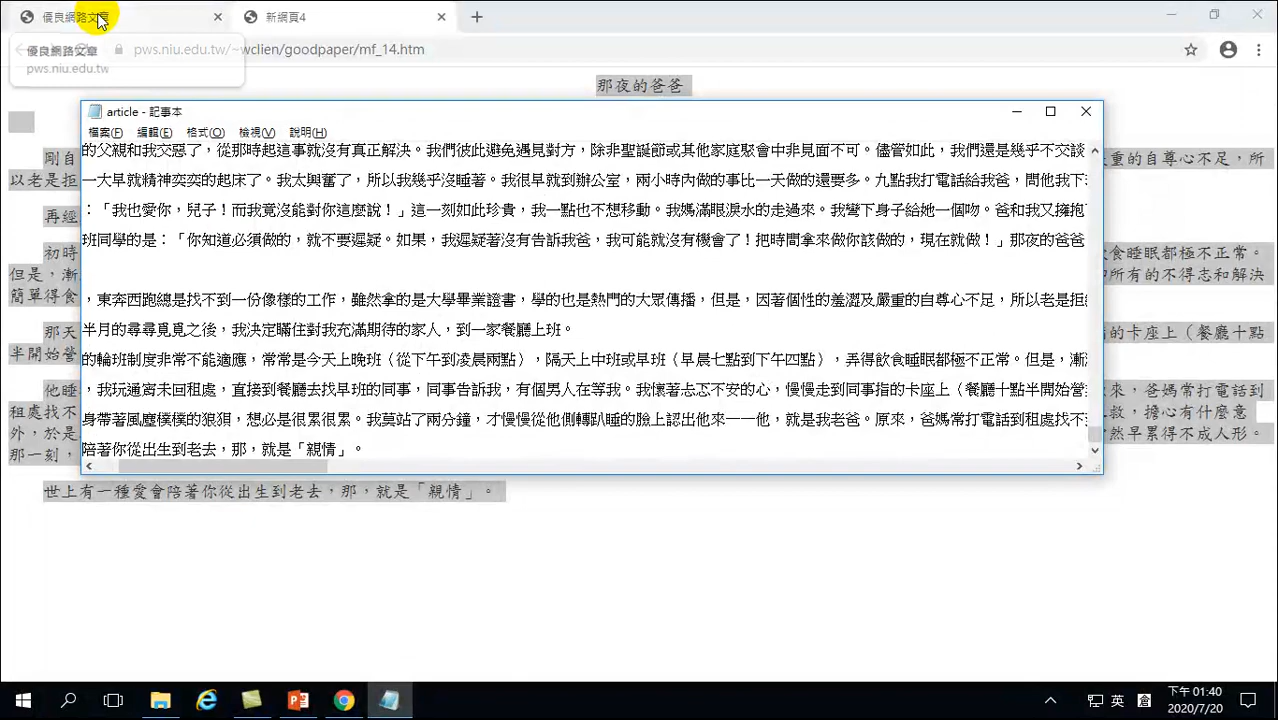 優良網路文章
新網頁4
優良網路文章
pws.niu.edu.tw
pws.niu.edu.tw/~wclien/goodpaper/mf_14.htm
那夜的爸爸
article - 記事本
檔案(F) 編輯(E) 格式(O) 檢視(V) 說明(H)
的父親和我交惡了，從那時起這事就沒有真正解決。我們彼此避免遇見對方，除非聖誕節或其他家庭聚會中非見面不可。儘管如此，我們還是幾乎不交談
剛自
重的自尊心不足，所
以老是拒
一大早就精神奕奕的起床了。我太興奮了，所以我幾乎沒睡著。我很早就到辦公室，兩小時內做的事比一天做的還要多。九點我打電話給我爸，問他我下
再經
：「我也愛你，兒子！而我竟沒能對你這麼說！」這一刻如此珍貴，我一點也不想移動。我媽滿眼淚水的走過來。我彎下身子給她一個吻。爸和我又擁抱
班同學的是：「你知道必須做的，就不要遲疑。如果，我遲疑著沒有告訴我爸，我可能就沒有機會了！把時間拿來做你該做的，現在就做！」那夜的爸爸
初時
飲食睡眠都極不正常。
但是，漸
所有的不得志和解決
簡單得食
，東奔西跑總是找不到一份像樣的工作，雖然拿的是大學畢業證書，學的也是熱門的大眾傳播，但是，因著個性的羞澀及嚴重的自尊心不足，所以老是拒
那天
半月的尋尋覓覓之後，我決定瞞住對我充滿期待的家人，到一家餐廳上班。
指的卡座上（餐廳十點
半開始營
的輪班制度非常不能適應，常常是今天上晚班（從下午到凌晨兩點），隔天上中班或早班（早晨七點到下午四點），弄得飲食睡眠都極不正常。但是，漸
他睡
，我玩通宵未回租處，直接到餐廳去找早班的同事，同事告訴我，有個男人在等我。我懷著忐忑不安的心，慢慢走到同事指的卡座上（餐廳十點半開始營
來，爸媽常打電話到
租處找不
救，擔心有什麼意
身帶著風塵樸樸的狼狽，想必是很累很累。我莫站了兩分鐘，才慢慢從他側轉趴睡的臉上認出他來一一他，就是我老爸。原來，爸媽常打電話到租處找不
外，於是
然早累得不成人形。
那一刻，
陪著你從出生到老去，那，就是「親情」。
世上有一種愛會陪著你從出生到老去，那，就是「親情」。
英
下午 01:40
2020/7/20